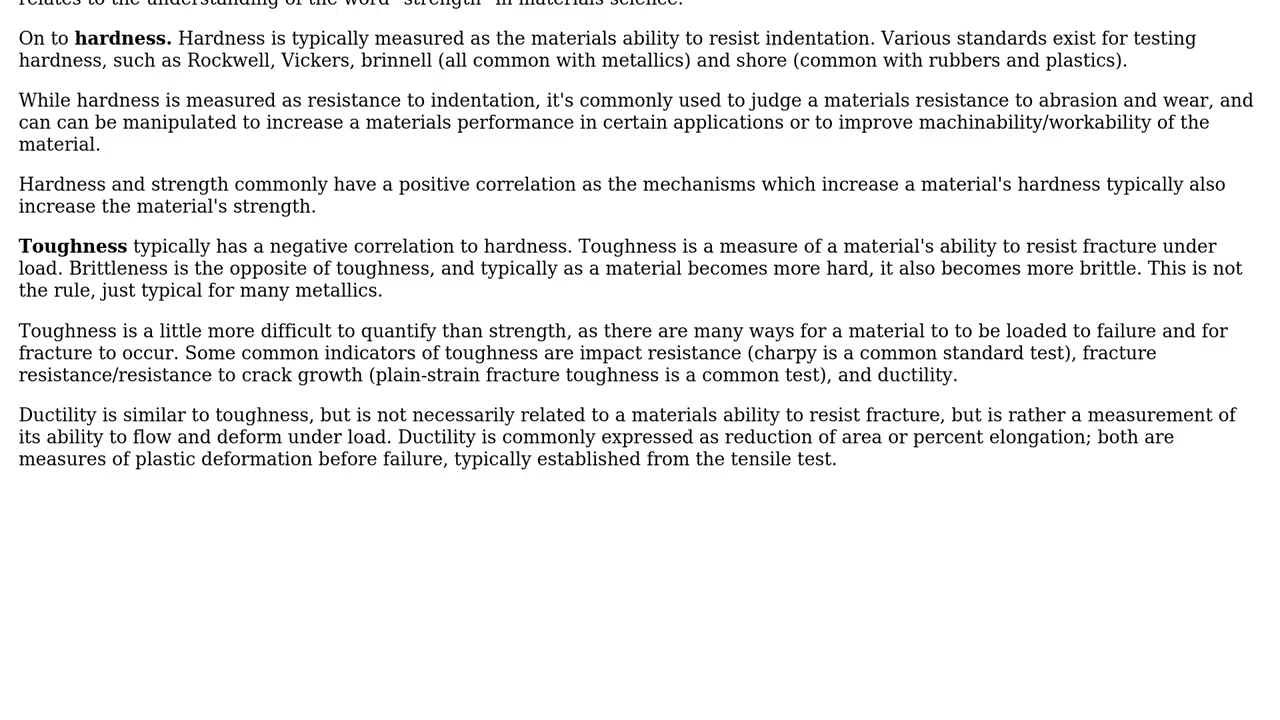 relates to the understanding of the word "strength" in materials science.
On to hardness. Hardness is typically measured as the materials ability to resist indentation. Various standards exist for testing
hardness, such as Rockwell, Vickers, brinnell (all common with metallics) and shore (common with rubbers and plastics).
While hardness is measured as resistance to indentation, it's commonly used to judge a materials resistance to abrasion and wear, and
can can be manipulated to increase a materials performance in certain applications or to improve machinability/workability of the
material.
Hardness and strength commonly have a positive correlation as the mechanisms which increase a material's hardness typically also
increase the material's strength.
Toughness typically has a negative correlation to hardness. Toughness is a measure of a material's ability to resist fracture under
load. Brittleness is the opposite of toughness, and typically as a material becomes more hard, it also becomes more brittle. This is not
the rule, just typical for many metallics.
Toughness is a little more difficult to quantify than strength, as there are many ways for a material to to be loaded to failure and for
fracture to occur. Some common indicators of toughness are impact resistance (charpy is a common standard test), fracture
resistance/resistance to crack growth (plain-strain fracture toughness is a common test), and ductility.
Ductility is similar to toughness, but is not necessarily related to a materials ability to resist fracture, but is rather a measurement of
its ability to flow and deform under load. Ductility is commonly expressed as reduction of area or percent elongation; both are
measures of plastic deformation before failure, typically established from the tensile test.